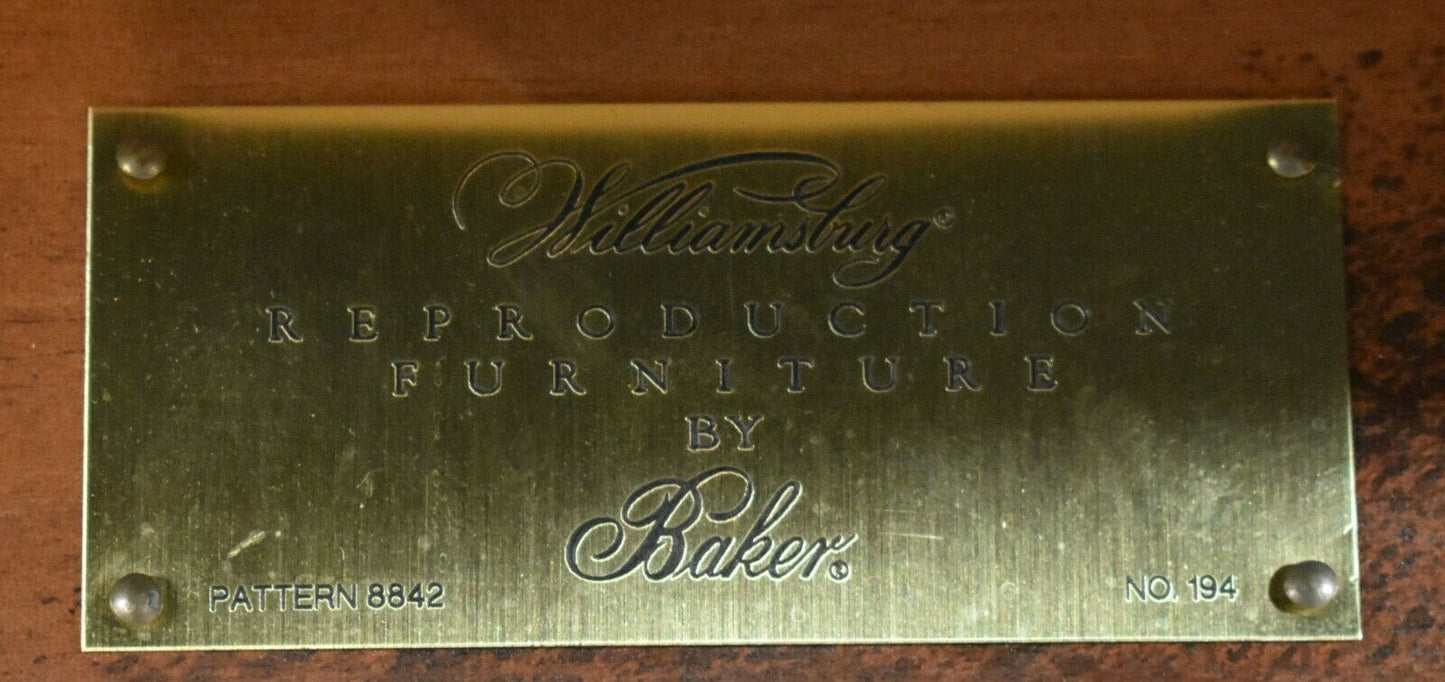 Williamsburg®
REPRODUCTION
FURNITURE
BY
Baker®
PATTERN 8842 NO. 194